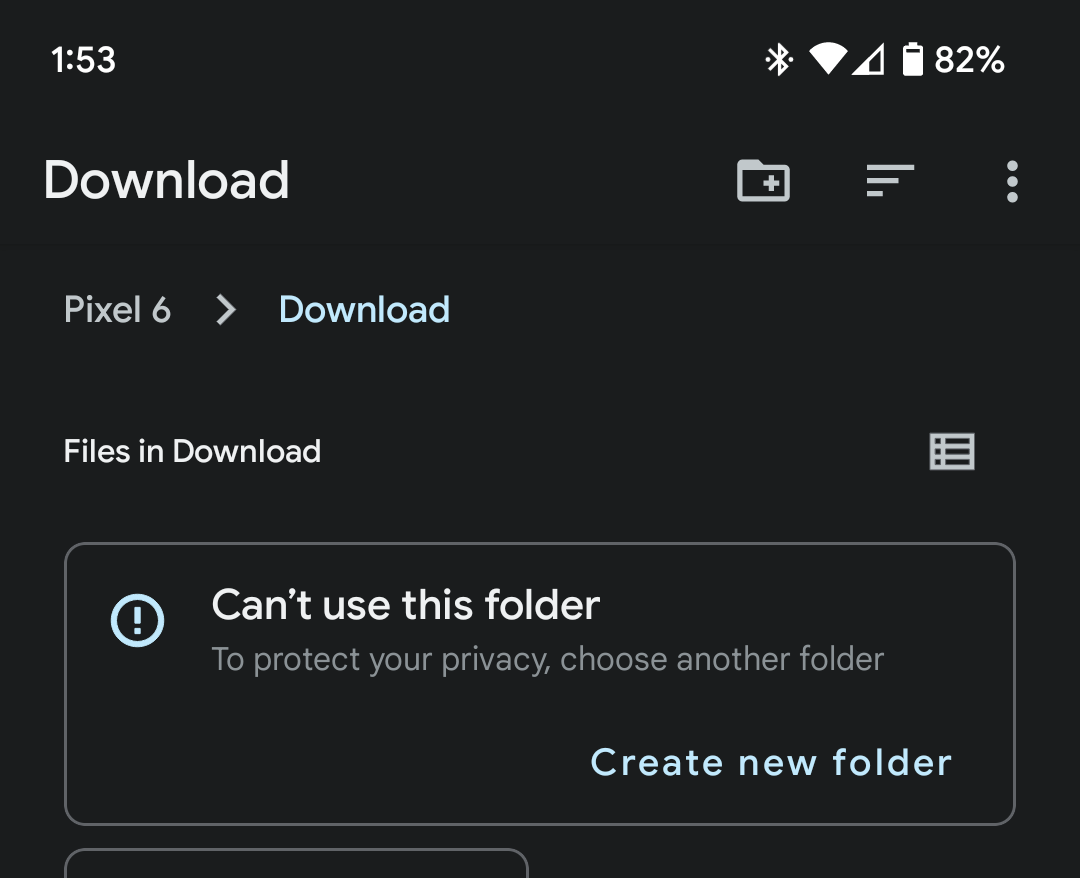 1:53 82%
Download
Pixel 6 Download
Files in Download
Can't use this folder
To protect your privacy, choose another folder
Create new folder